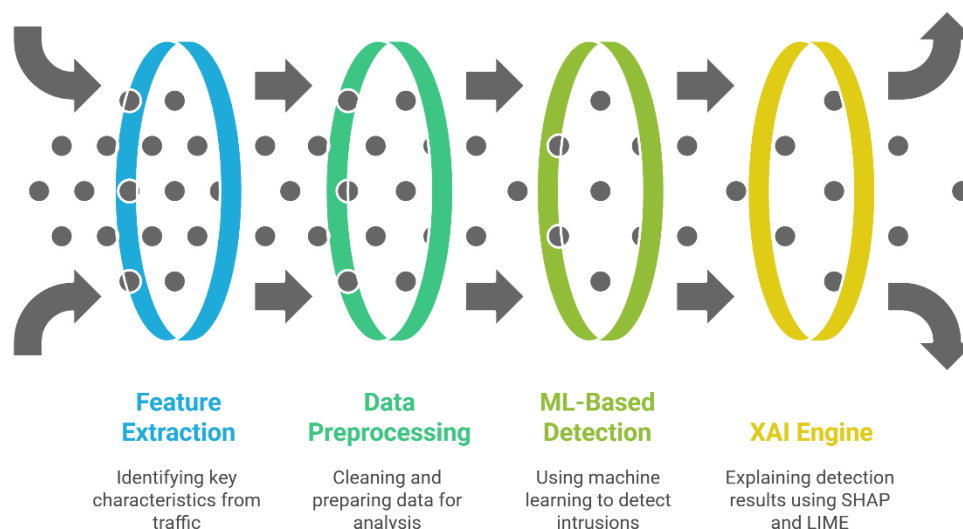 Feature
Extraction
Identifying key
characteristics from
traffic
Data
Preprocessing
Cleaning and
preparing data for
analysis
ML-Based
Detection
Using machine
learning to detect
intrusions
XAI Engine
Explaining detection
results using SHAP
and LIME